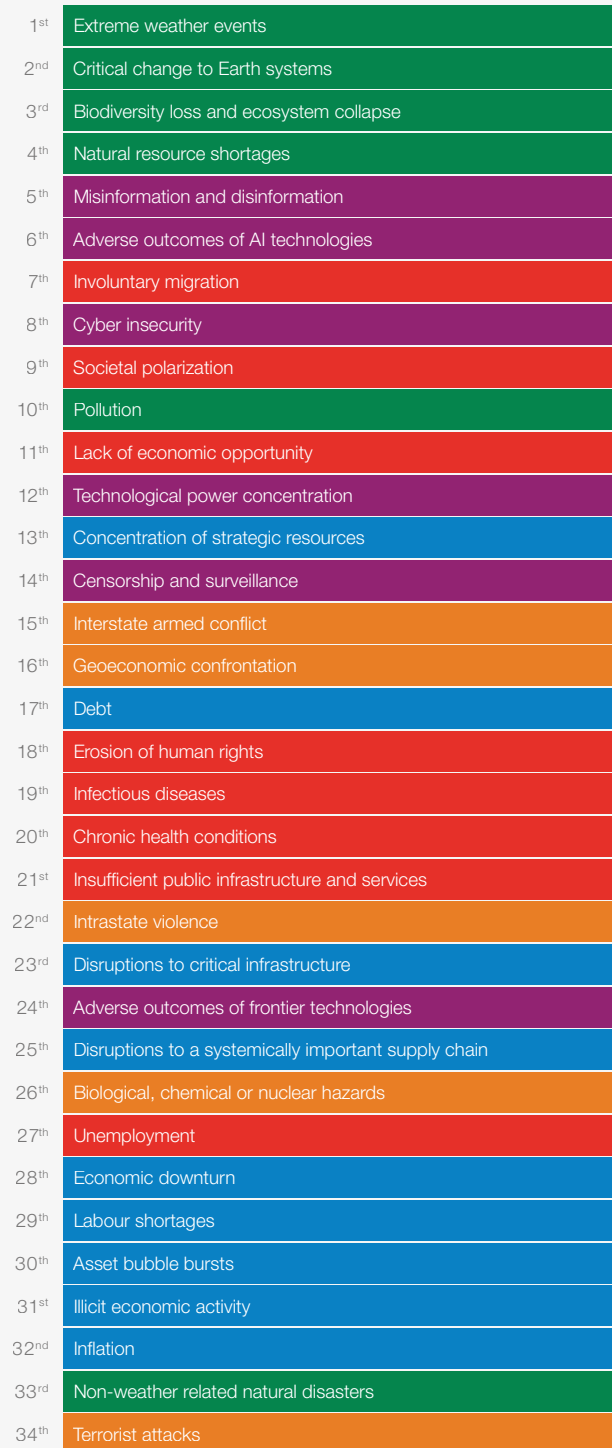 1st Extreme weather events
2nd Critical change to Earth systems
3rd Biodiversity loss and ecosystem collapse
4th Natural resource shortages
5th Misinformation and disinformation
6th Adverse outcomes of AI technologies
7th Involuntary migration
8th Cyber insecurity
9th Societal polarization
10th Pollution
11th Lack of economic opportunity
12th Technological power concentration
13th Concentration of strategic resources
14th Censorship and surveillance
15th Interstate armed conflict
16th Geoeconomic confrontation
17th Debt
18th Erosion of human rights
19th Infectious diseases
20th Chronic health conditions
21st Insufficient public infrastructure and services
22nd Intrastate violence
23rd Disruptions to critical infrastructure
24th Adverse outcomes of frontier technologies
25th Disruptions to a systemically important supply chain
26th Biological, chemical or nuclear hazards
27th Unemployment
28th Economic downturn
29th Labour shortages
30th Asset bubble bursts
31st Illicit economic activity
32nd Inflation
33rd Non-weather related natural disasters
34th Terrorist attacks